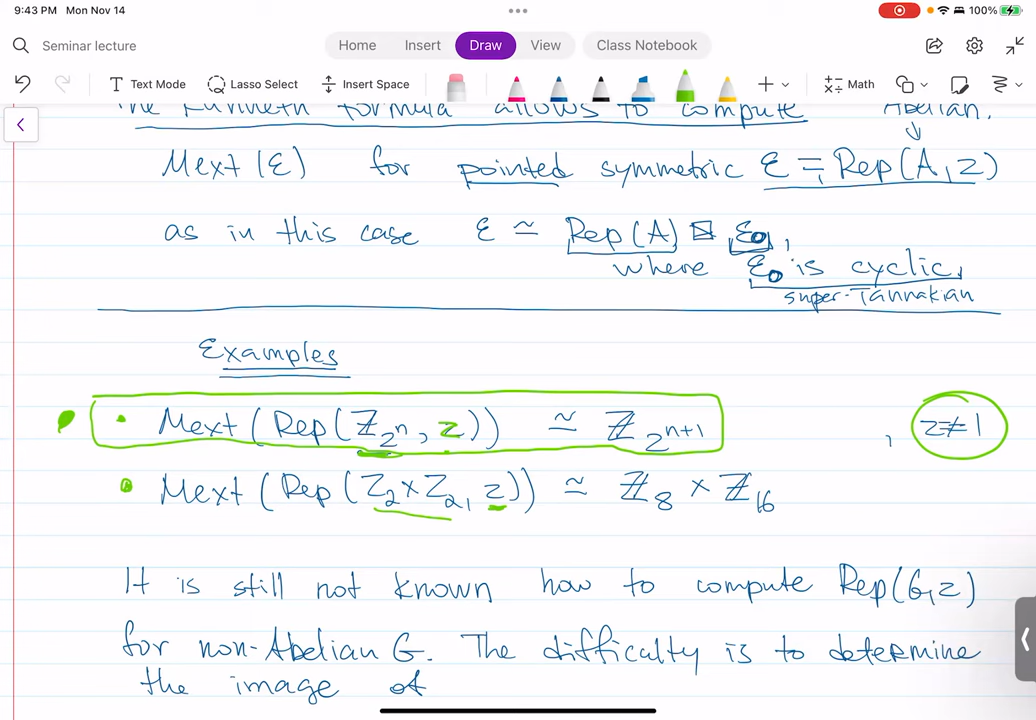 9:43 PM Mon Nov 14
100%
Seminar lecture
Home Insert Draw View Class Notebook
Text Mode Lasso Select Insert Space Math
The Künneth formula allows to compute Abelian.
Mext(ℰ) for pointed symmetric ℰ = Rep(A, z)
as in this case ℰ ≃ Rep(A) ⊠ ℰ₀,
where ℰ₀ is cyclic,
super-Tannakian
Examples
• Mext(Rep(ℤ_{2^n}, z)) ≃ ℤ_{2^{n+1}} , z≠1
• Mext(Rep(ℤ₂×ℤ₂, z)) ≃ ℤ₈ × ℤ₁₆
It is still not known how to compute Rep(G,z)
for non-Abelian G. The difficulty is to determine
the image of